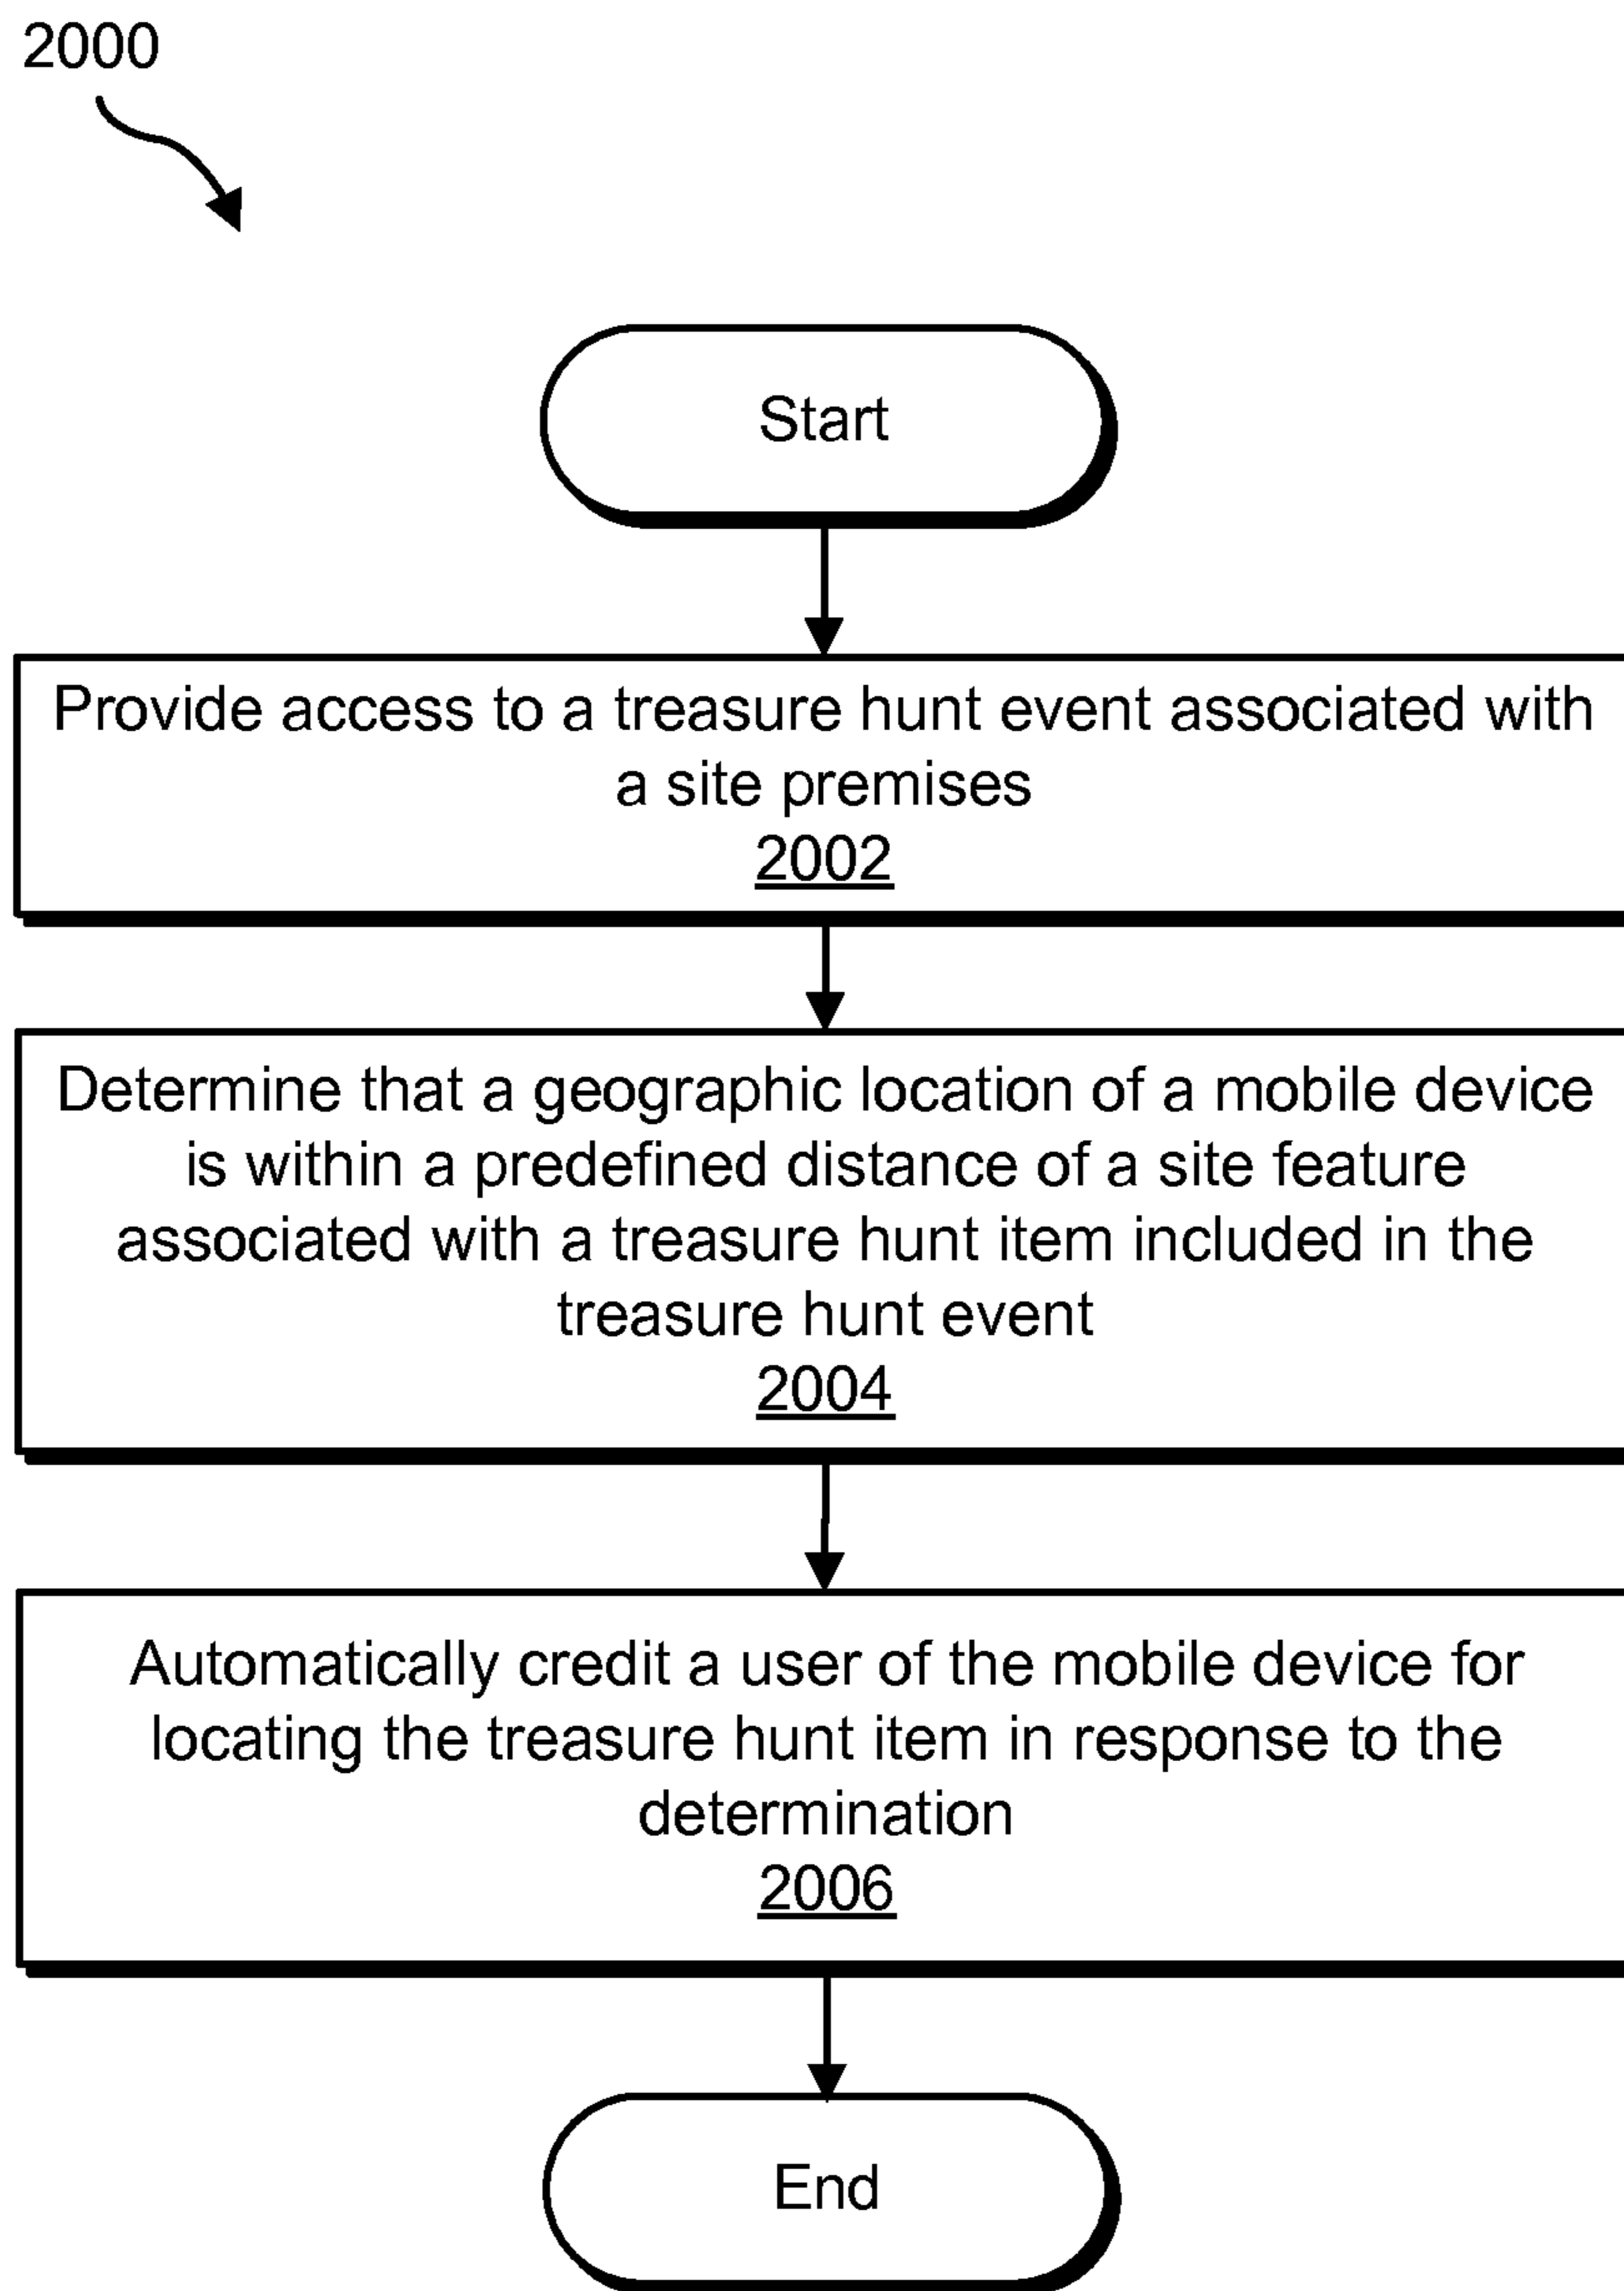 2000
Start
Provide access to a treasure hunt event associated with
a site premises
2002
Determine that a geographic location of a mobile device
is within a predefined distance of a site feature
associated with a treasure hunt item included in the
treasure hunt event
2004
Automatically credit a user of the mobile device for
locating the treasure hunt item in response to the
determination
2006
End